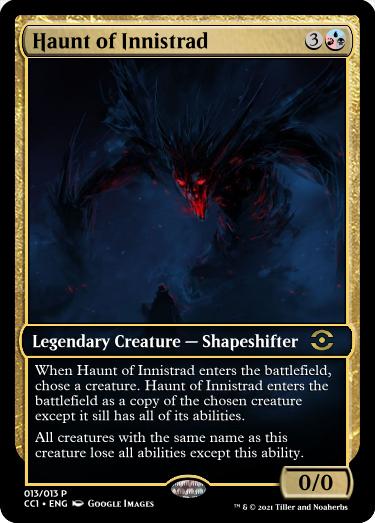 Haunt of Innistrad 3
Legendary Creature — Shapeshifter
When Haunt of Innistrad enters the battlefield,
chose a creature. Haunt of Innistrad enters the
battlefield as a copy of the chosen creature
except it sill has all of its abilities.
All creatures with the same name as this
creature lose all abilities except this ability.
0/0
013/013 P
CCI • ENG Google Images
™ & © 2021 Tiller and Noaherbs